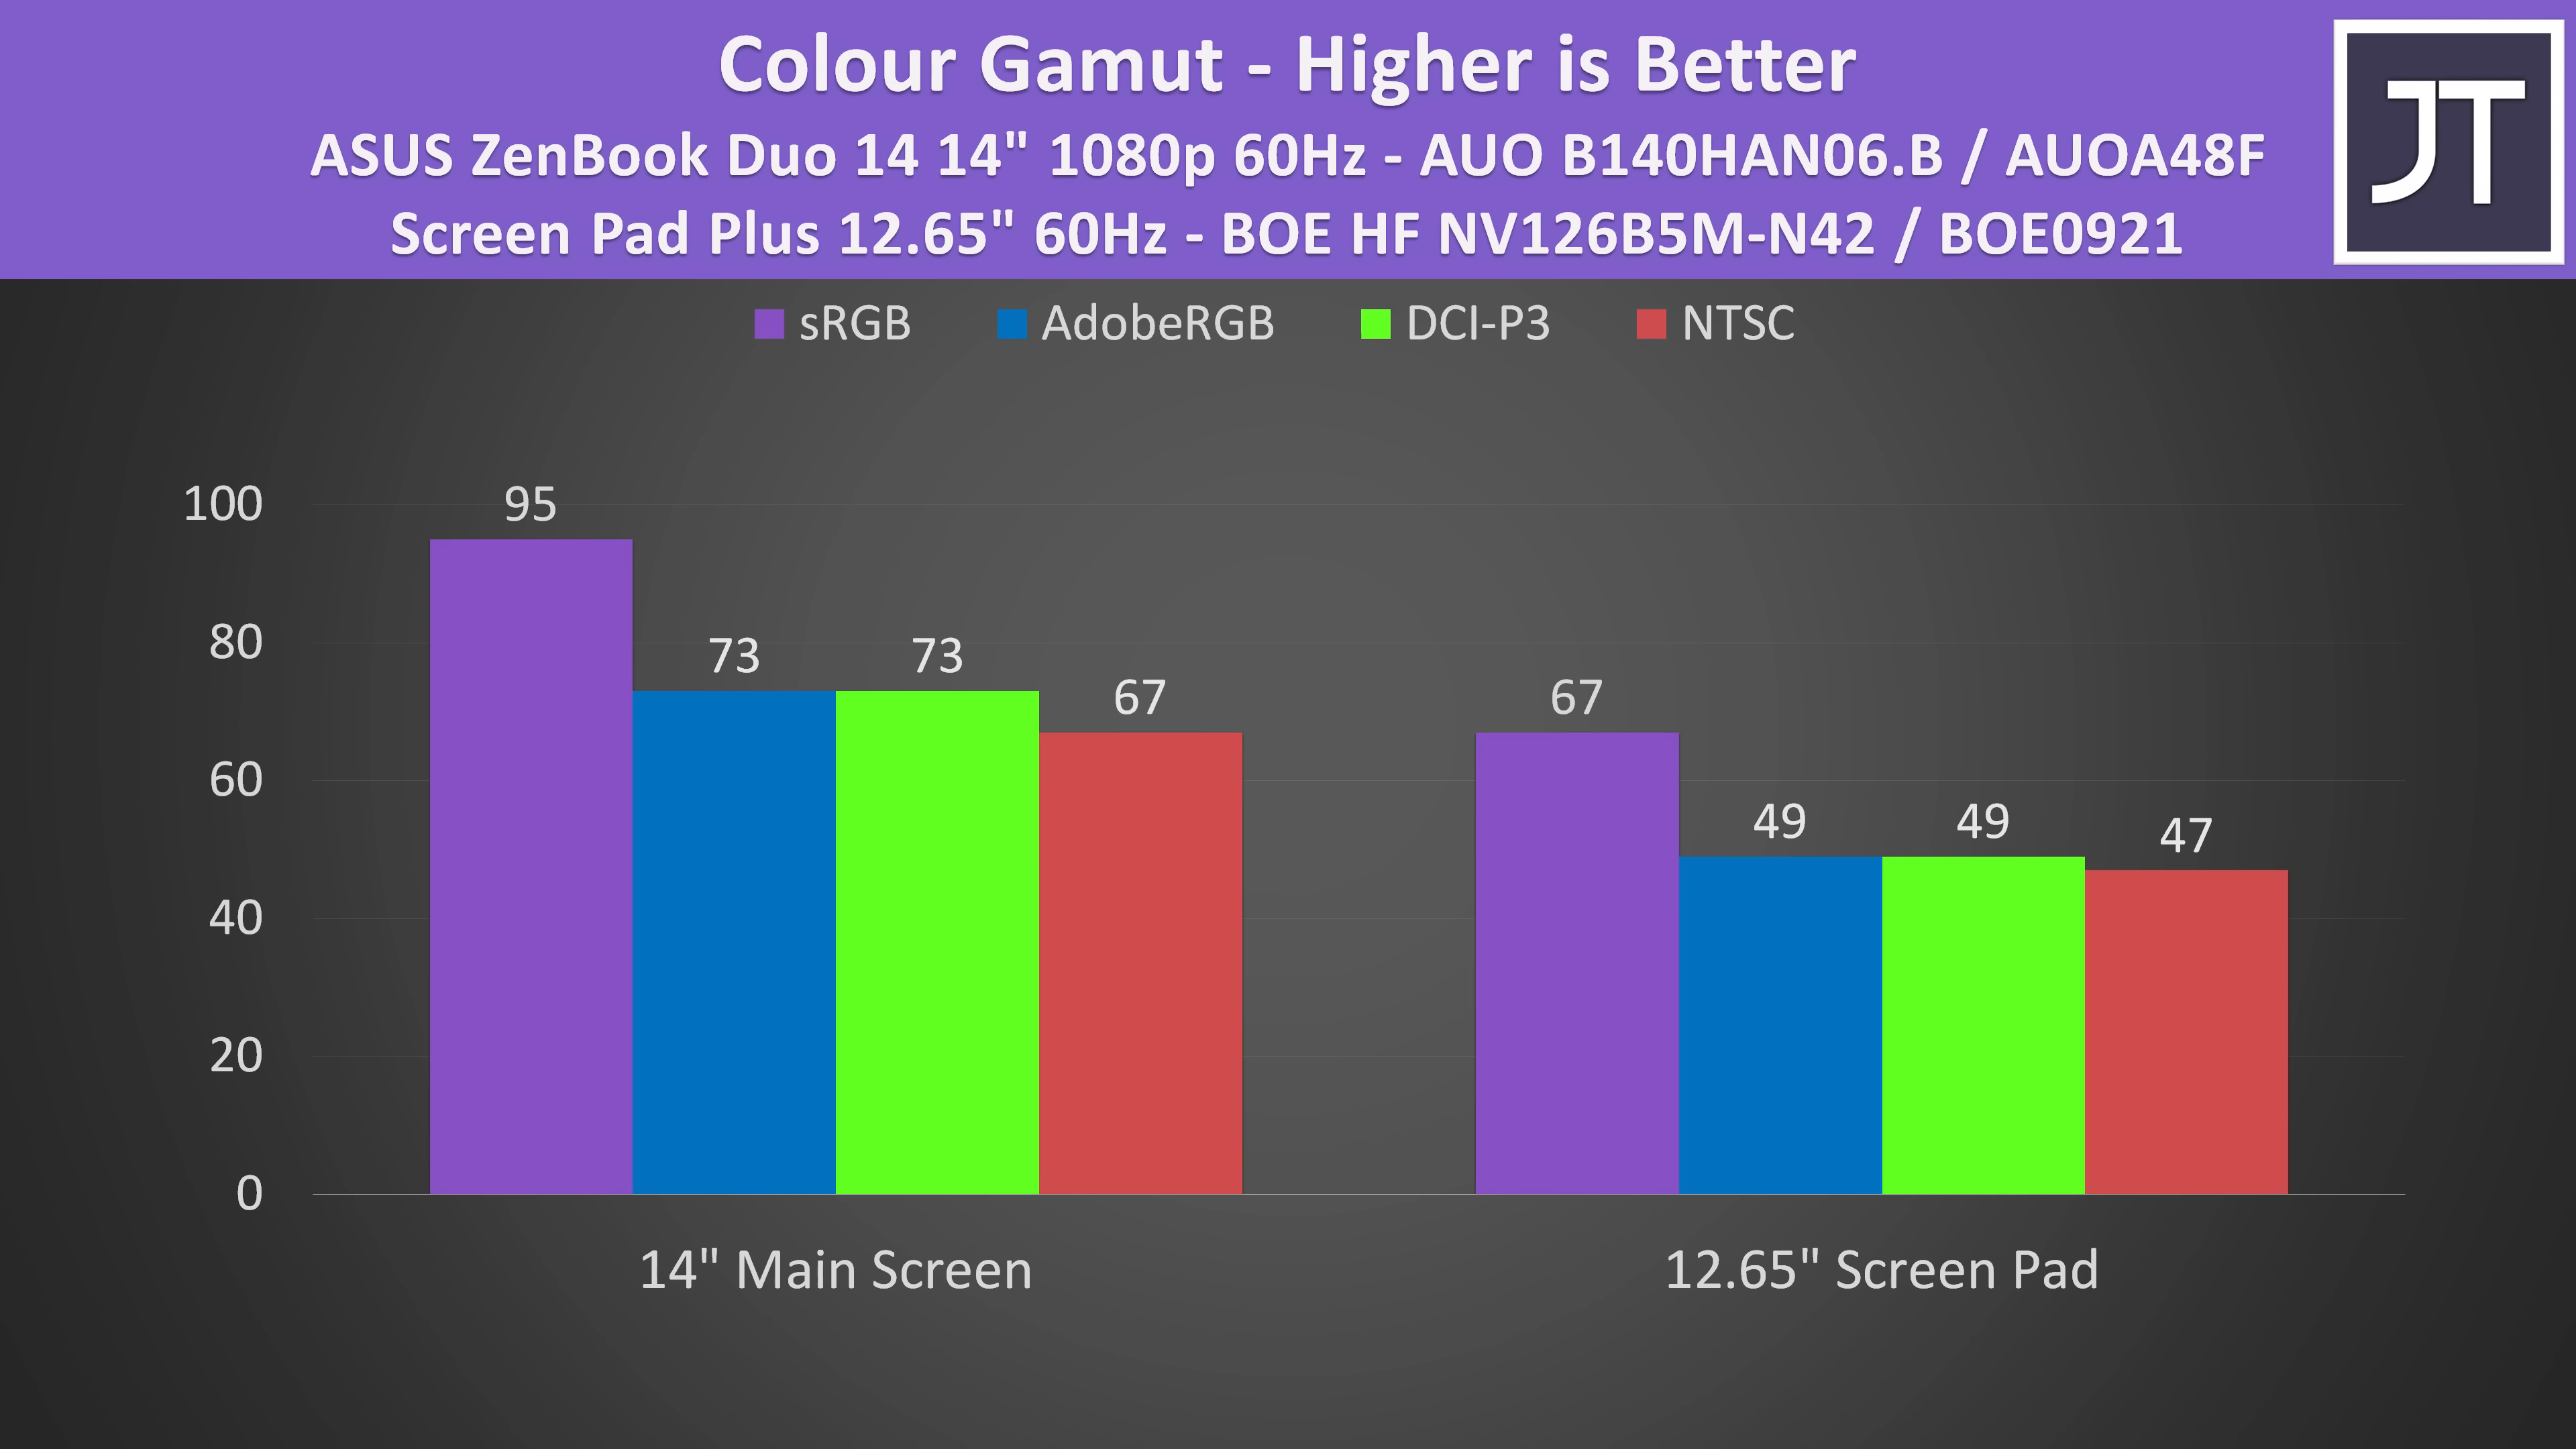 Colour Gamut - Higher is Better
ASUS ZenBook Duo 14 14" 1080p 60Hz - AUO B140HAN06.B / AUOA48F
Screen Pad Plus 12.65" 60Hz - BOE HF NV126B5M-N42 / BOE0921
JT
sRGB AdobeRGB DCI-P3 NTSC
100
80
60
40
20
0
95
73
73
67
67
49
49
47
14" Main Screen
12.65" Screen Pad